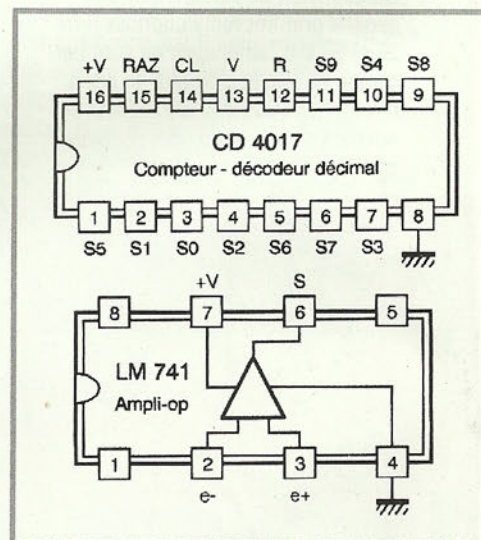 +V RAZ CL V R S9 S4 S8
16 15 14 13 12 11 10 9
CD 4017
Compteur - décodeur décimal
1 2 3 4 5 6 7 8
S5 S1 S0 S2 S6 S7 S3
+V S
8 7 6 5
LM 741
Ampli-op
1 2 3 4
e- e+